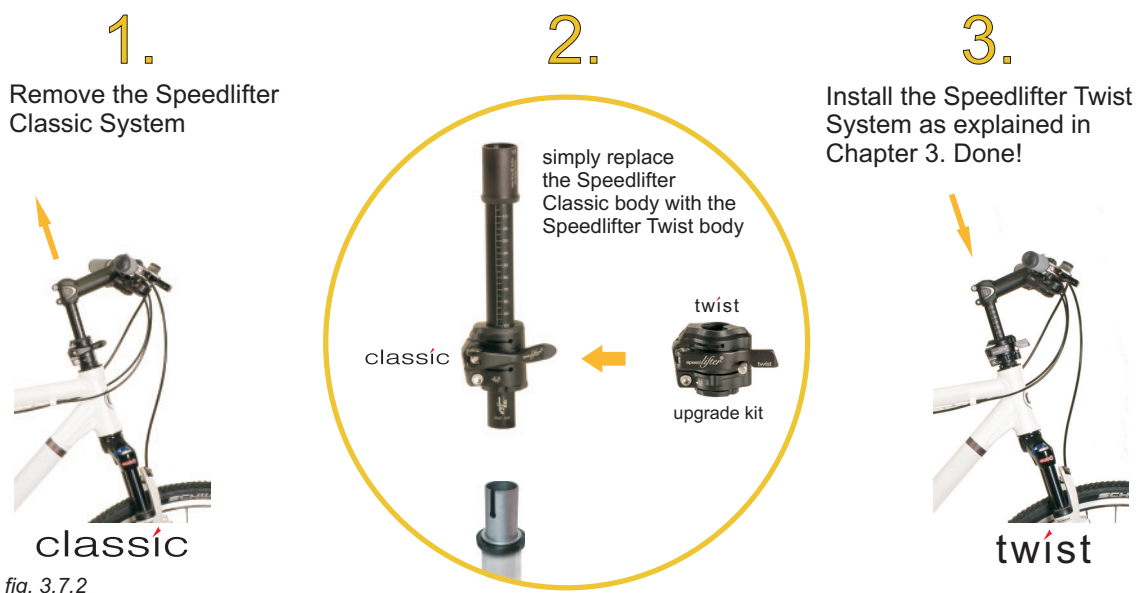 1.
Remove the Speedlifter
Classic System
classic
fig. 3.7.2
2.
simply replace
the Speedlifter
Classic body with the
Speedlifter Twist body
classic
twist
speedlifter
twist
upgrade kit
3.
Install the Speedlifter Twist
System as explained in
Chapter 3. Done!
twist